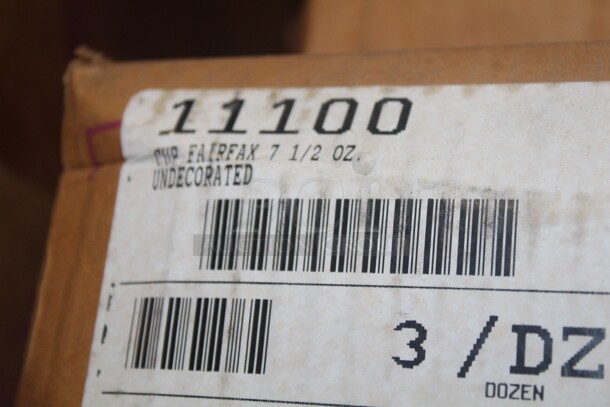 11100
CUP FAIRFAX 7 1/2 OZ.
UNDECORATED
3 /DZ
DOZEN